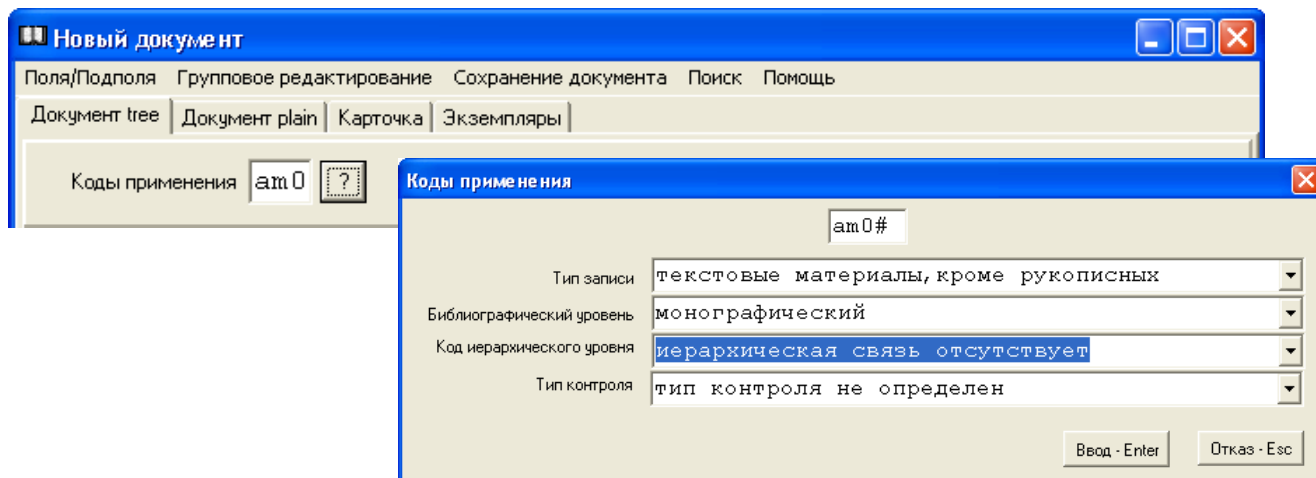 Новый документ
Поля/Подполя Групповое редактирование Сохранение документа Поиск Помощь
Документ tree Документ plain Карточка Экземпляры
Коды применения am0 ?
Коды применения
am0#
Тип записи текстовые материалы,кроме рукописных
Библиографический уровень монографический
Код иерархического уровня иерархическая связь отсутствует
Тип контроля тип контроля не определен
Ввод - Enter Отказ - Esc